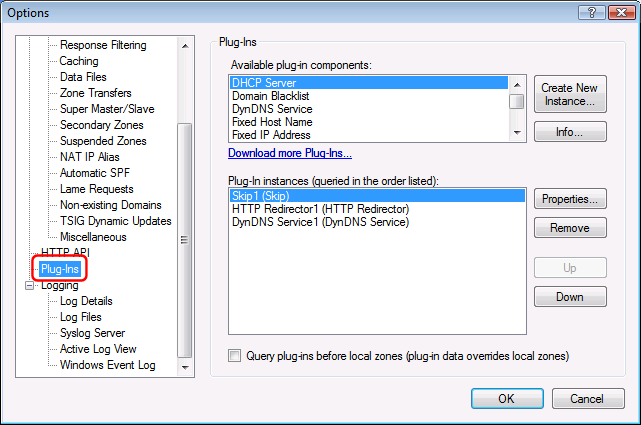 Options
Response Filtering
Caching
Data Files
Zone Transfers
Super Master/Slave
Secondary Zones
Suspended Zones
NAT IP Alias
Automatic SPF
Lame Requests
Non-existing Domains
TSIG Dynamic Updates
Miscellaneous
HTTP API
Plug-Ins
Logging
Log Details
Log Files
Syslog Server
Active Log View
Windows Event Log
Plug-Ins
Available plug-in components:
DHCP Server
Domain Blacklist
DynDNS Service
Fixed Host Name
Fixed IP Address
Create New
Instance...
Info...
Download more Plug-Ins...
Plug-In instances (queried in the order listed):
Skip1 (Skip)
HTTP Redirector1 (HTTP Redirector)
DynDNS Service1 (DynDNS Service)
Properties...
Remove
Up
Down
Query plug-ins before local zones (plug-in data overrides local zones)
OK
Cancel